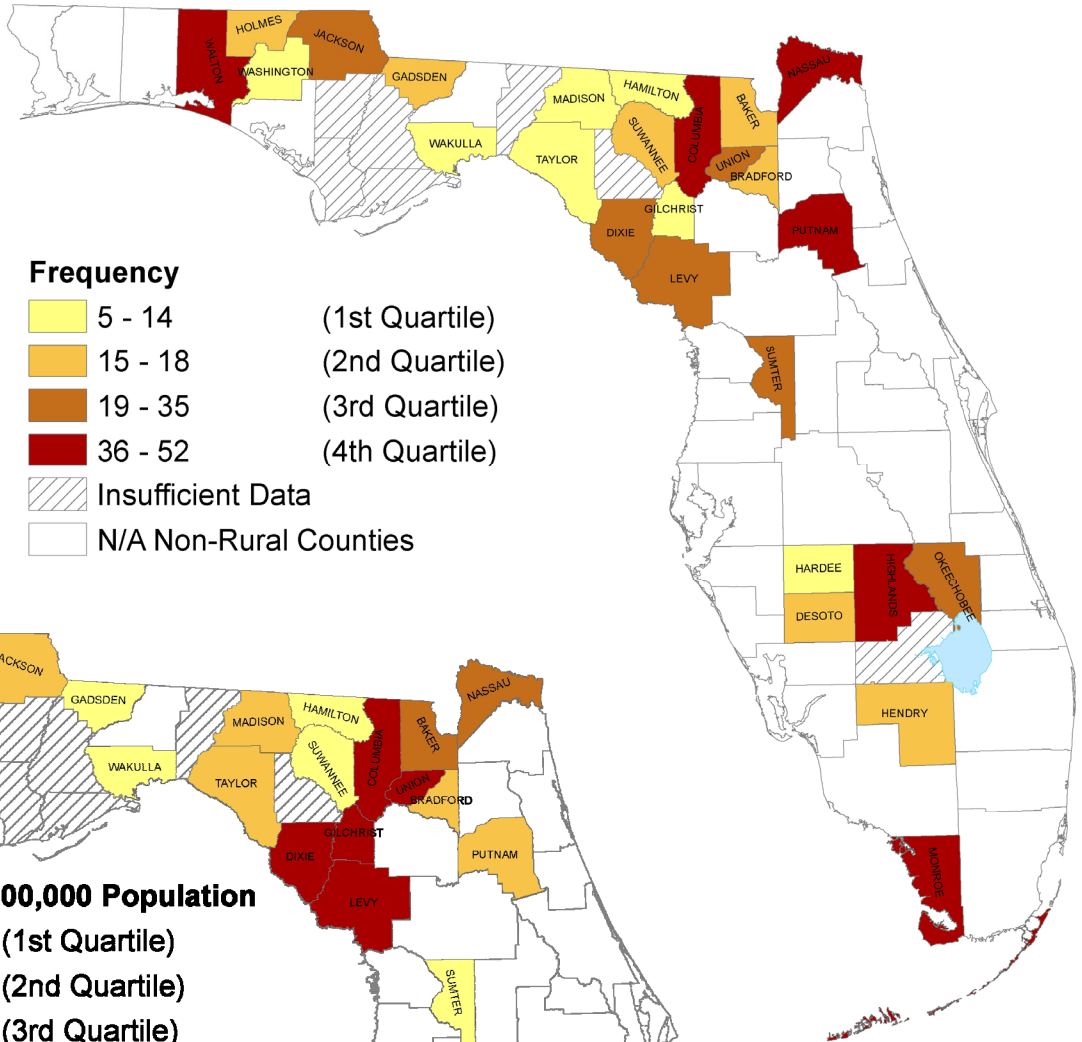 HOLMES
JACKSON
WALTON
WASHINGTON
GADSDEN
NASSAU
HAMILTON
MADISON
BAKER
COLUMBIA
SUWANNEE
WAKULLA
TAYLOR
UNION
BRADFORD
GILCHRIST
DIXIE
PUTNAM
LEVY
SUMTER
HARDEE
HIGHLANDS
OKEECHOBEE
DESOTO
HENDRY
MONROE
Frequency
5 - 14 (1st Quartile)
15 - 18 (2nd Quartile)
19 - 35 (3rd Quartile)
36 - 52 (4th Quartile)
Insufficient Data
N/A Non-Rural Counties
ACKSON
GADSDEN
NASSAU
HAMILTON
MADISON
BAKER
COLUMBIA
SUWANNEE
WAKULLA
TAYLOR
UNION
BRADFORD
GILCHRIST
DIXIE
PUTNAM
LEVY
SUMTER
00,000 Population
(1st Quartile)
(2nd Quartile)
(3rd Quartile)